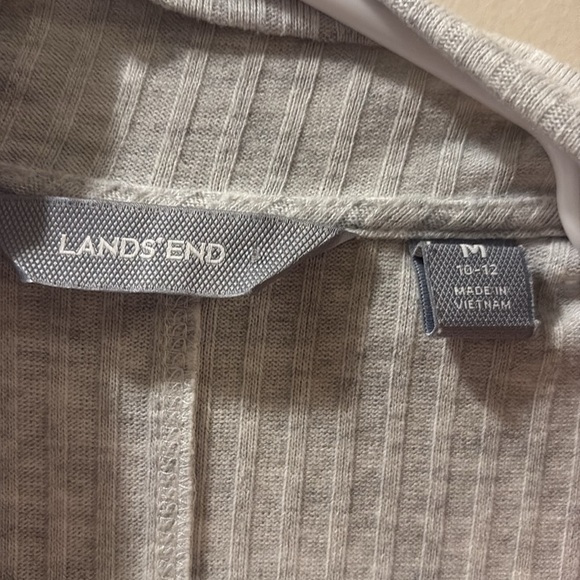 LANDS' END
M
10-12
MADE IN
VIETNAM